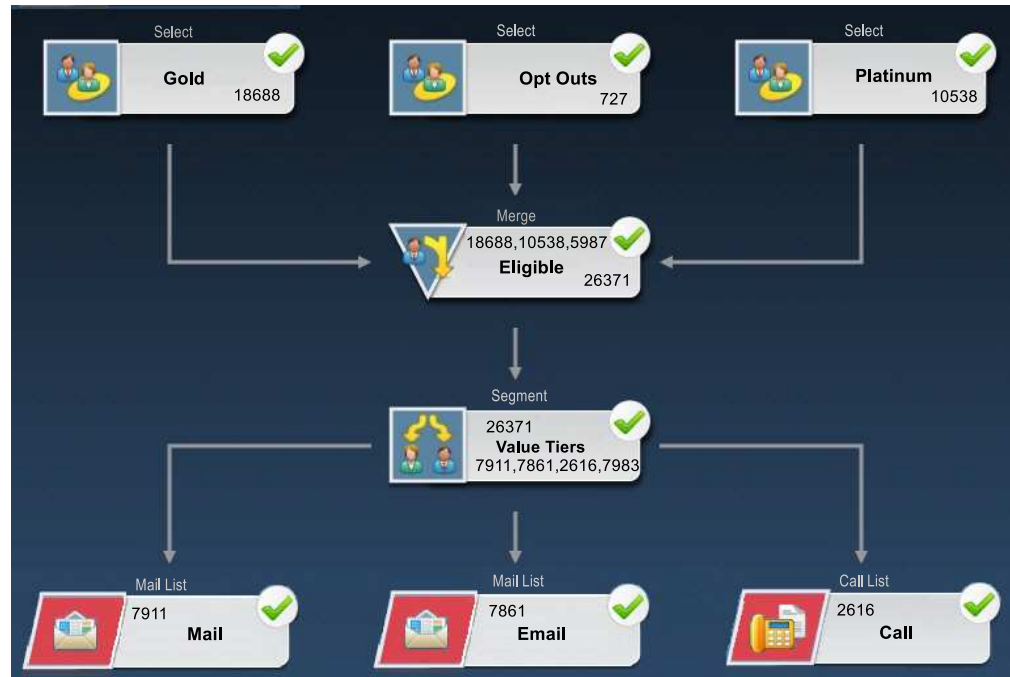 Select
Gold
18688
Select
Opt Outs
727
Select
Platinum
10538
Merge
18688,10538,5987
Eligible
26371
Segment
26371
Value Tiers
7911,7861,2616,7983
Mail List
7911
Mail
Mail List
7861
Email
Call List
2616
Call